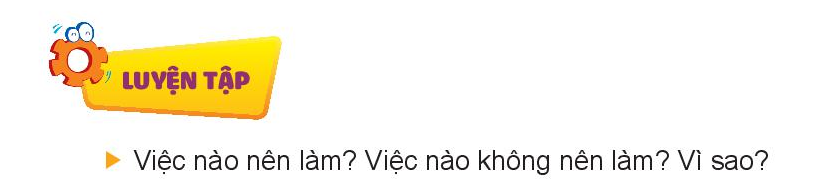 LUYỆN TẬP
Việc nào nên làm? Việc nào không nên làm? Vì sao?